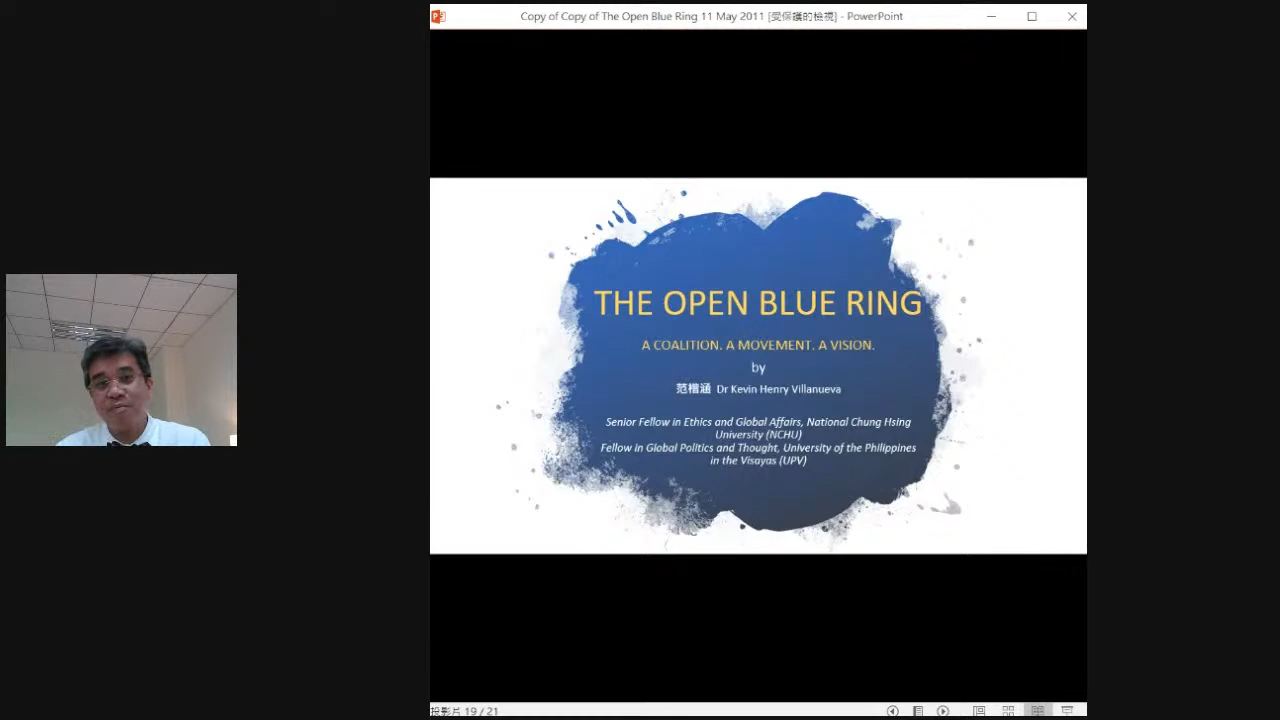 Copy of Copy of The Open Blue Ring 11 May 2011 [受保護的檢視] - PowerPoint
THE OPEN BLUE RING
A COALITION. A MOVEMENT. A VISION.
by
范楷涵 Dr Kevin Henry Villanueva
Senior Fellow in Ethics and Global Affairs, National Chung Hsing
University (NCHU)
Fellow in Global Politics and Thought, University of the Philippines
in the Visayas (UPV)
投影片 19 / 21